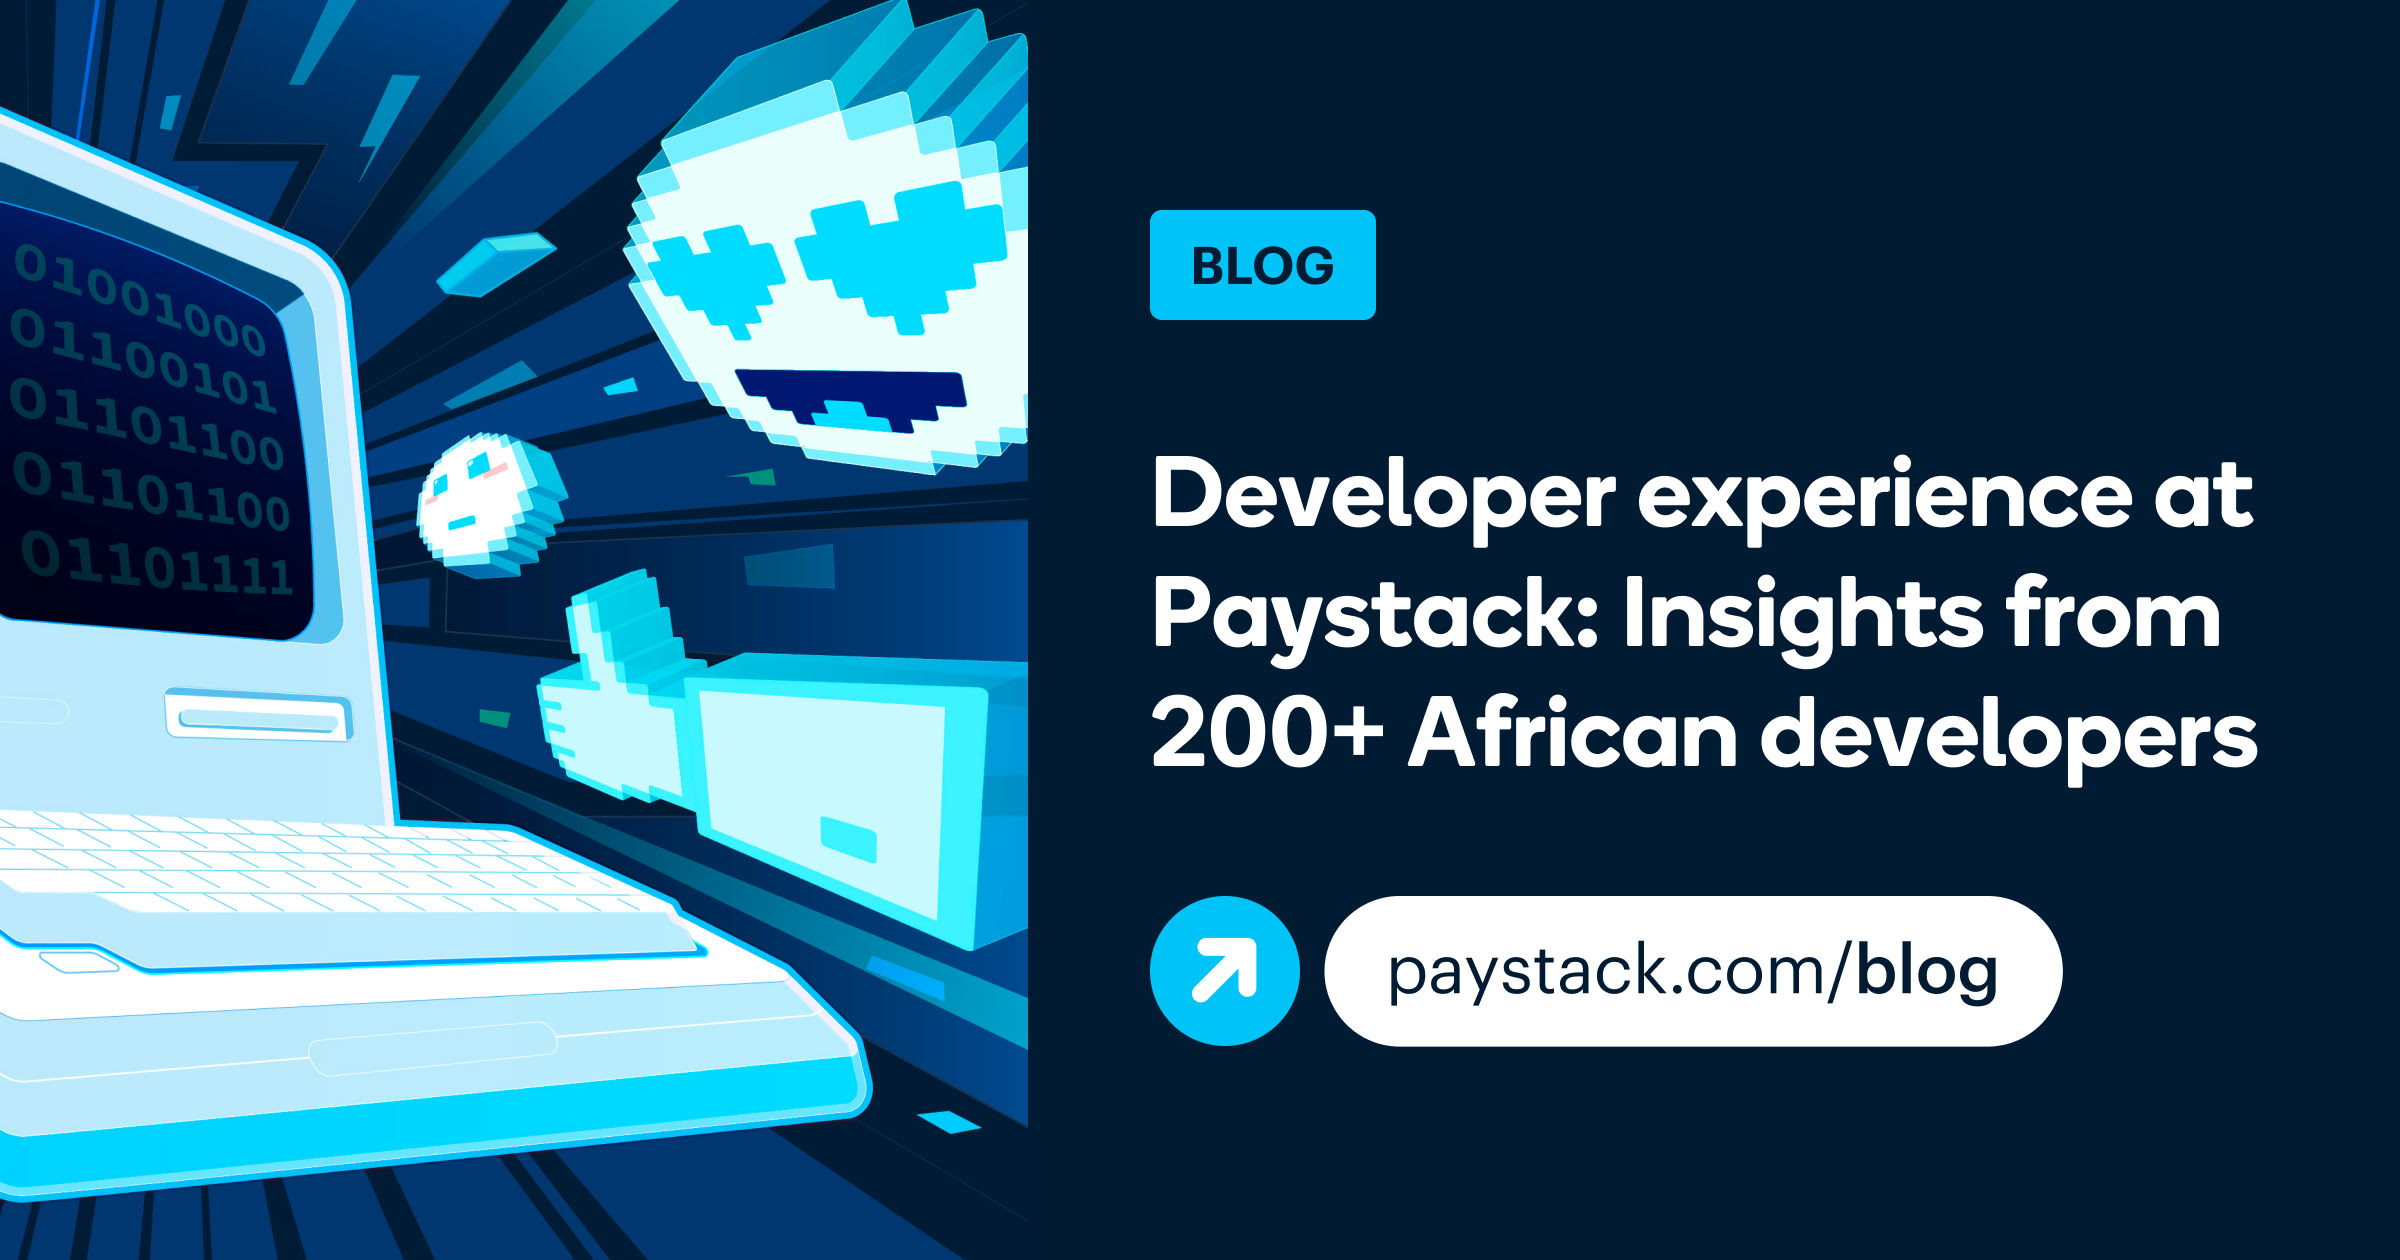 01001000
01100101
01101100
01101100
01101111
BLOG
Developer experience at
Paystack: Insights from
200+ African developers
paystack.com/blog